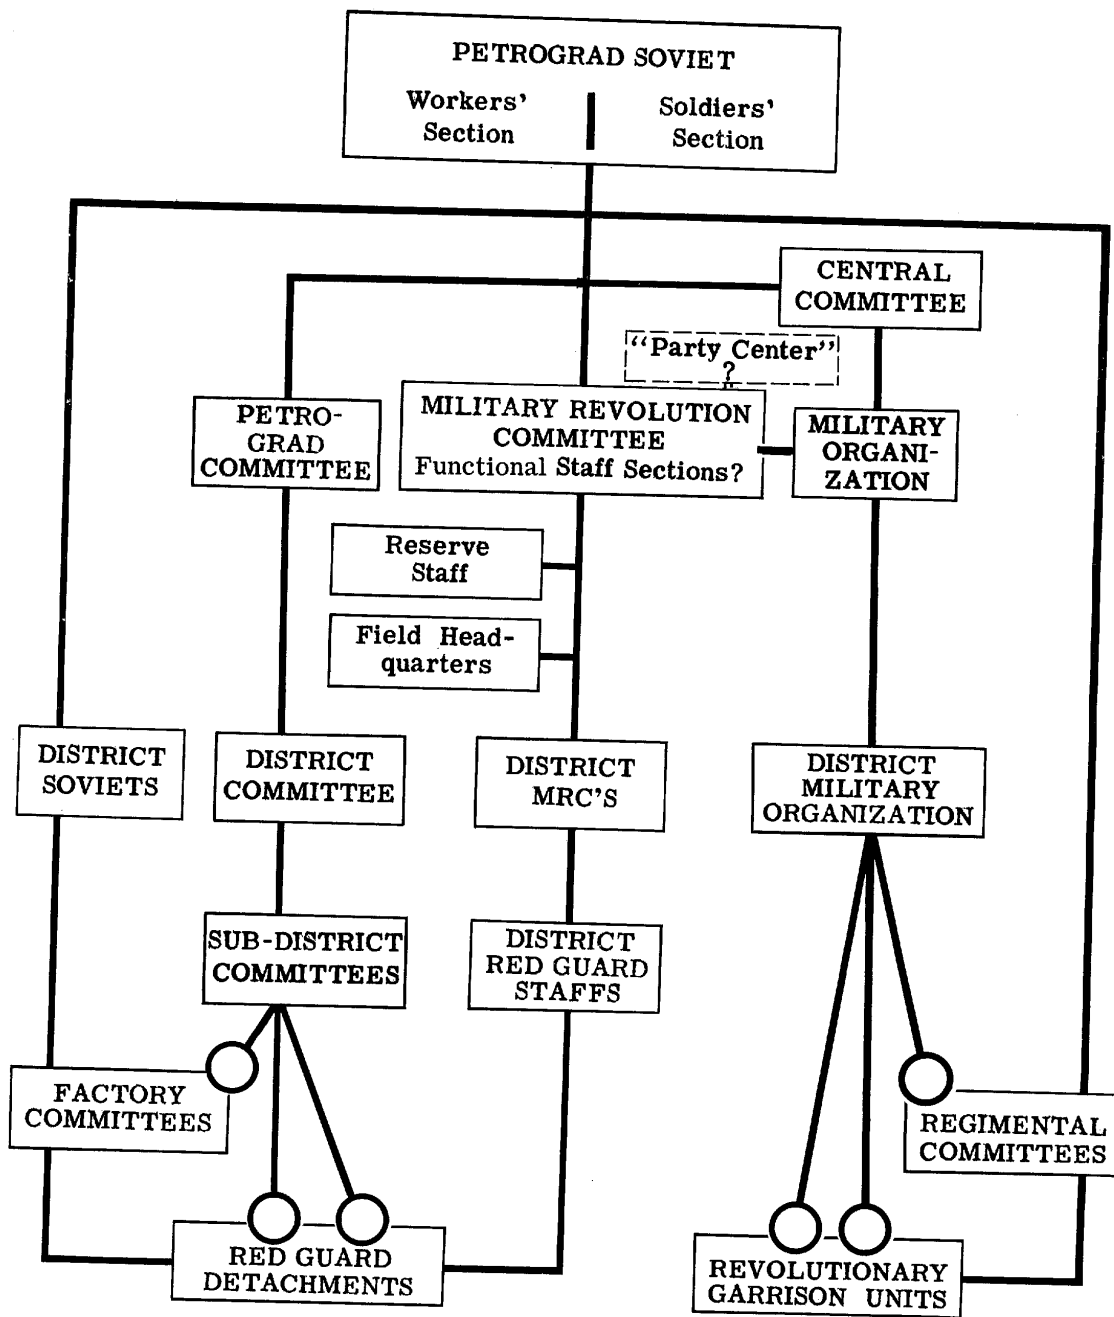 PETROGRAD SOVIET
Workers'
Section
Soldiers'
Section
CENTRAL
COMMITTEE
"Party Center"
?
PETRO-
GRAD
COMMITTEE
MILITARY REVOLUTION
COMMITTEE
Functional Staff Sections?
MILITARY
ORGANI-
ZATION
Reserve
Staff
Field Head-
quarters
DISTRICT
SOVIETS
DISTRICT
COMMITTEE
DISTRICT
MRC'S
DISTRICT
MILITARY
ORGANIZATION
SUB-DISTRICT
COMMITTEES
DISTRICT
RED GUARD
STAFFS
FACTORY
COMMITTEES
REGIMENTAL
COMMITTEES
RED GUARD
DETACHMENTS
REVOLUTIONARY
GARRISON UNITS